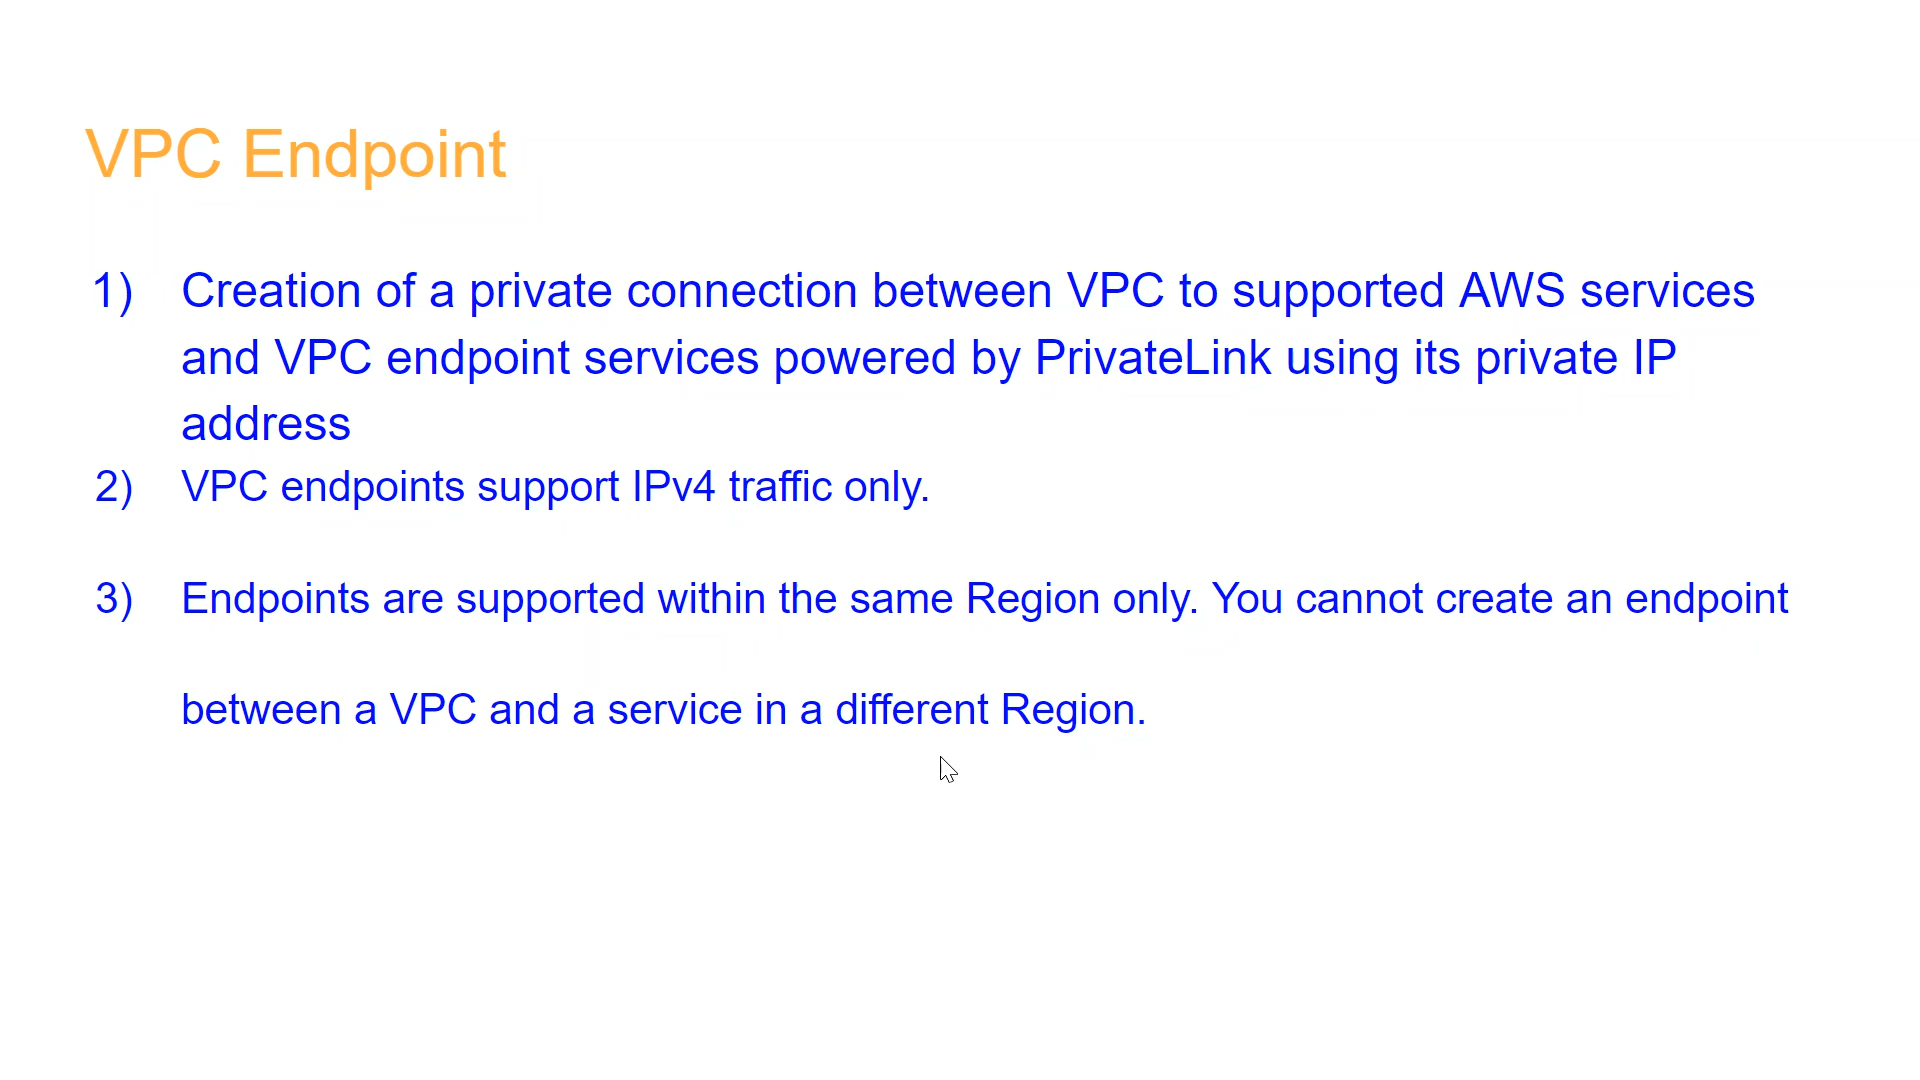 VPC Endpoint
1) Creation of a private connection between VPC to supported AWS services
and VPC endpoint services powered by PrivateLink using its private IP
address
2) VPC endpoints support IPv4 traffic only.
3) Endpoints are supported within the same Region only. You cannot create an endpoint
between a VPC and a service in a different Region.